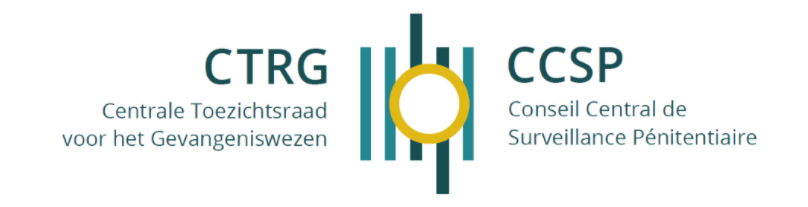 CTRG
Centrale Toezichtsraad
voor het Gevangeniswezen
CCSP
Conseil Central de
Surveillance Pénitentiaire